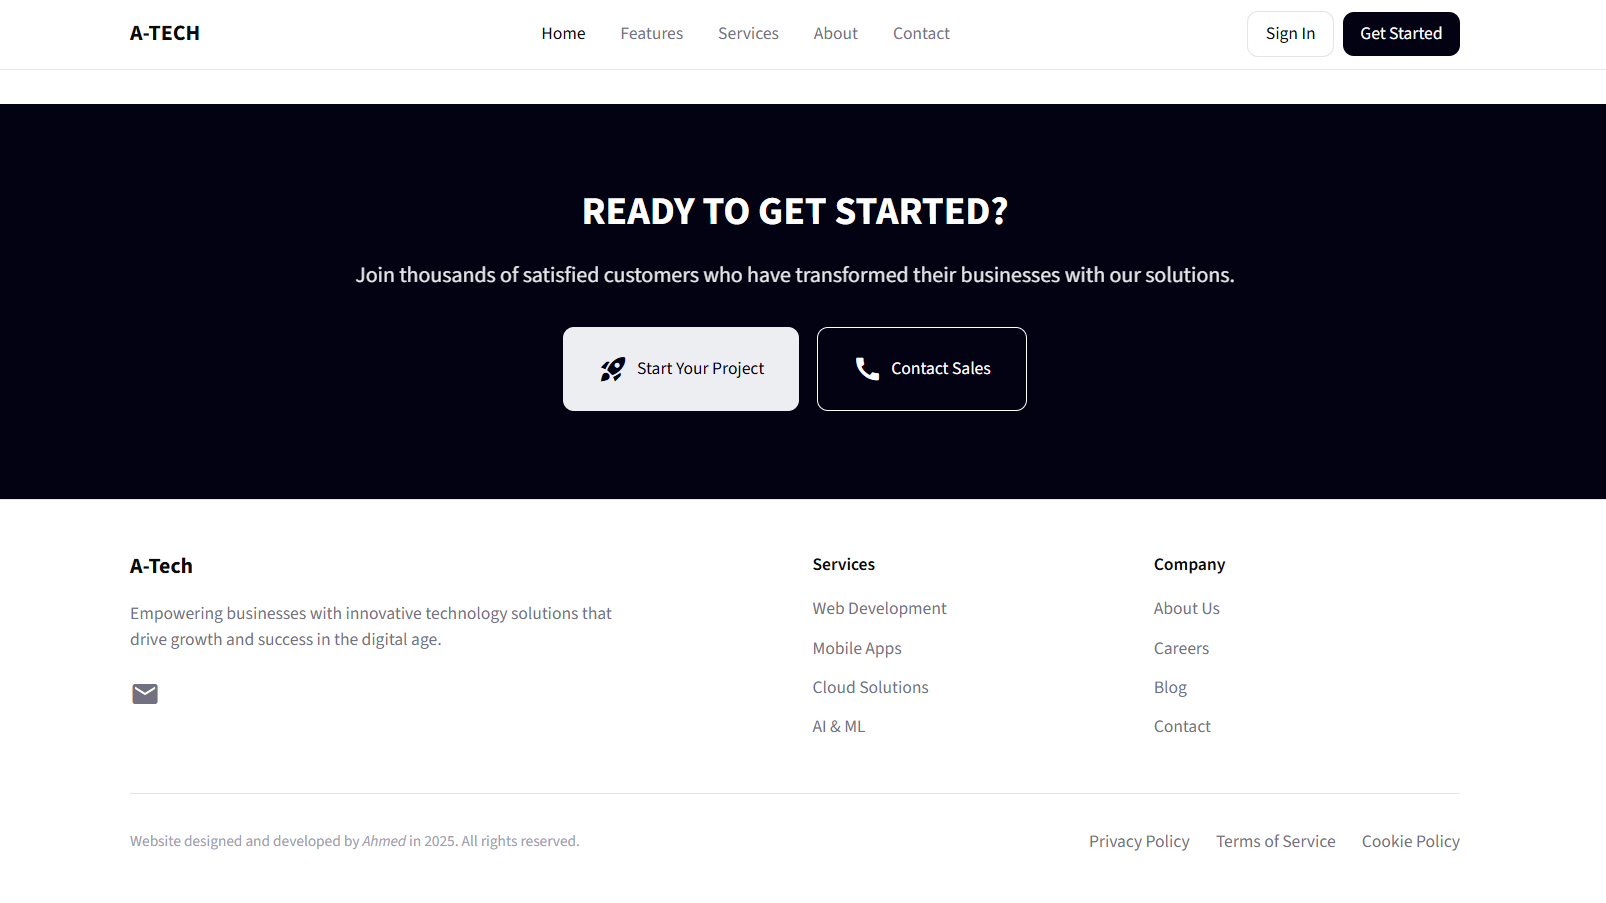 A-TECH
Home
Features
Services
About
Contact
Sign In
Get Started
READY TO GET STARTED?
Join thousands of satisfied customers who have transformed their businesses with our solutions.
Start Your Project
Contact Sales
A-Tech
Empowering businesses with innovative technology solutions that
drive growth and success in the digital age.
Services
Web Development
Mobile Apps
Cloud Solutions
AI & ML
Company
About Us
Careers
Blog
Contact
Website designed and developed by Ahmed in 2025. All rights reserved.
Privacy Policy
Terms of Service
Cookie Policy